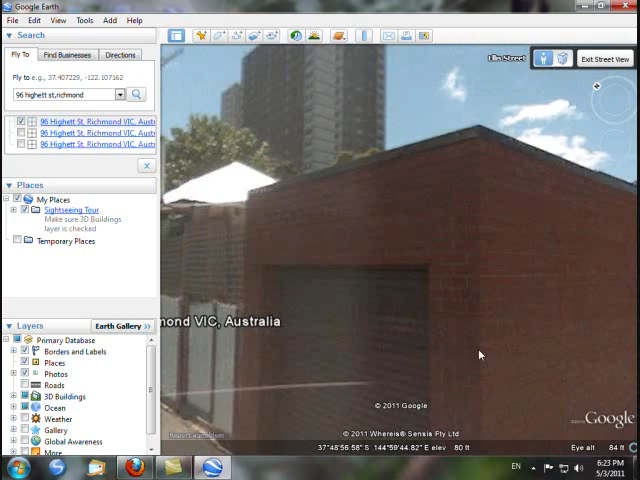 Google Earth
File Edit View Tools Add Help
Search
Fly To Find Businesses Directions
Fly to e.g., 37.407229, -122.107162
96 highett st,richmond
96 Highett St, Richmond VIC, Austr
96 Highett St, Richmond VIC, Austr
96 Highett St, Richmond VIC, Austr
Places
My Places
Sightseeing Tour
Make sure 3D Buildings
layer is checked
Temporary Places
Layers
Earth Gallery >>
Primary Database
Borders and Labels
Places
Photos
Roads
3D Buildings
Ocean
Weather
Gallery
Global Awareness
More
Ellis Street
Exit Street View
mond VIC, Australia
© 2011 Google
© 2011 Whereis® Sensis Pty Ltd
©2010 Google
Report a problem
37°48'56.58" S 144°59'44.82" E elev 80 ft
Eye alt 84 ft
EN
6:23 PM
5/3/2011